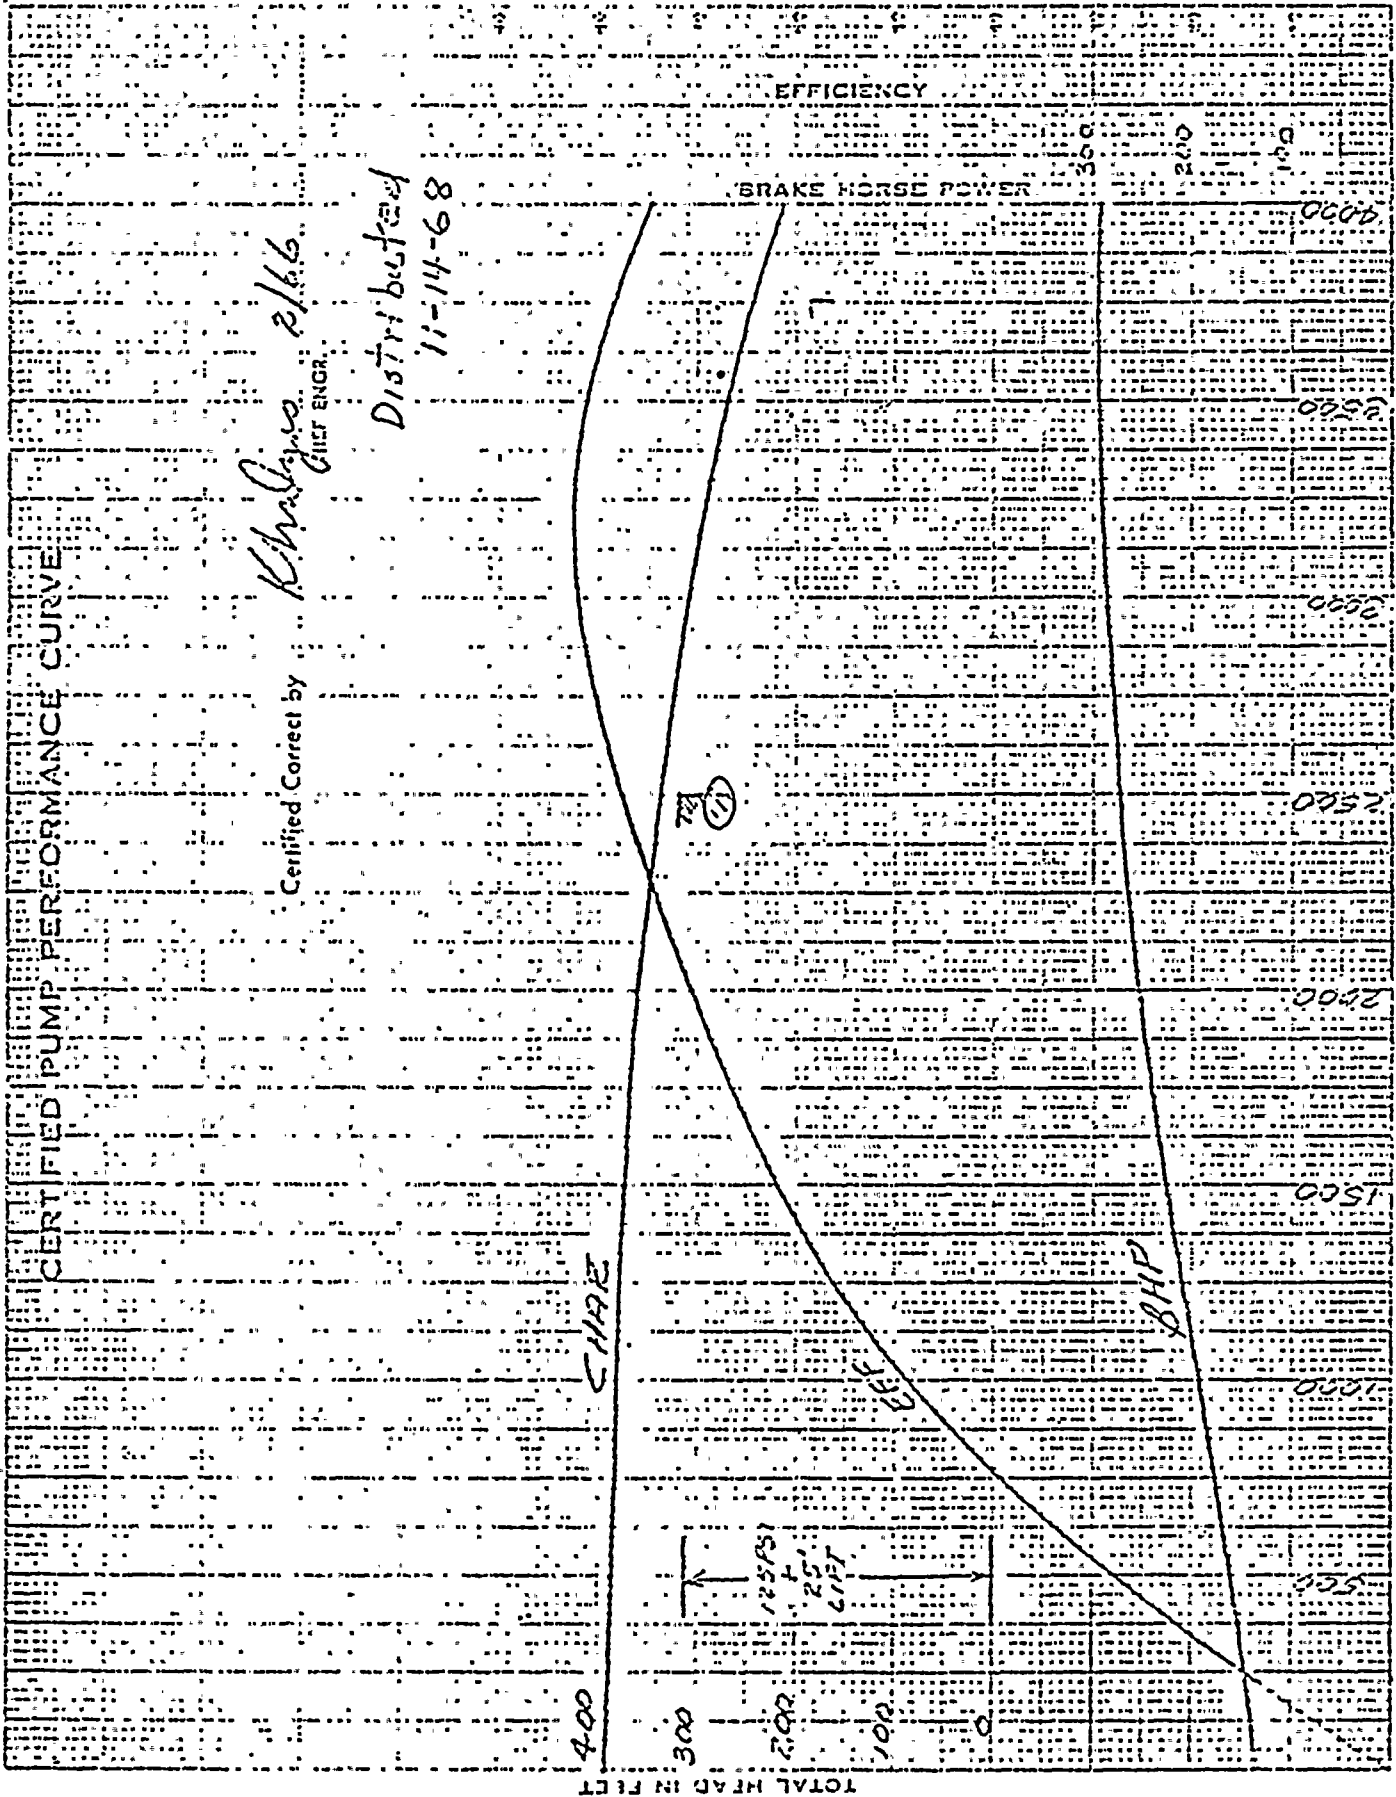 CERTIFIED PUMP PERFORMANCE CURVE
Certified Correct by
2/66
CHIEF ENGR.
Distributed
11-14-68
TOTAL HEAD IN FEET
400
300
200
100
0
125 PSI
+
25'
LIFT
CHAR
EFF
BHP
EFFICIENCY
BRAKE HORSE POWER
300
200
100
500
1000
1500
2000
2500
3000
3500
4000